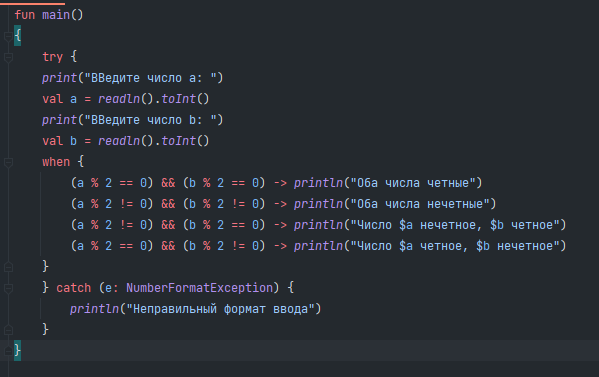 fun main()
{
try {
print("ВВедите число a: ")
val a = readln().toInt()
print("ВВедите число b: ")
val b = readln().toInt()
when {
(a % 2 == 0) && (b % 2 == 0) -> println("Оба числа четные")
(a % 2 != 0) && (b % 2 != 0) -> println("Оба числа нечетные")
(a % 2 != 0) && (b % 2 == 0) -> println("Число $a нечетное, $b четное")
(a % 2 == 0) && (b % 2 != 0) -> println("Число $a четное, $b нечетное")
}
} catch (e: NumberFormatException) {
println("Неправильный формат ввода")
}
}